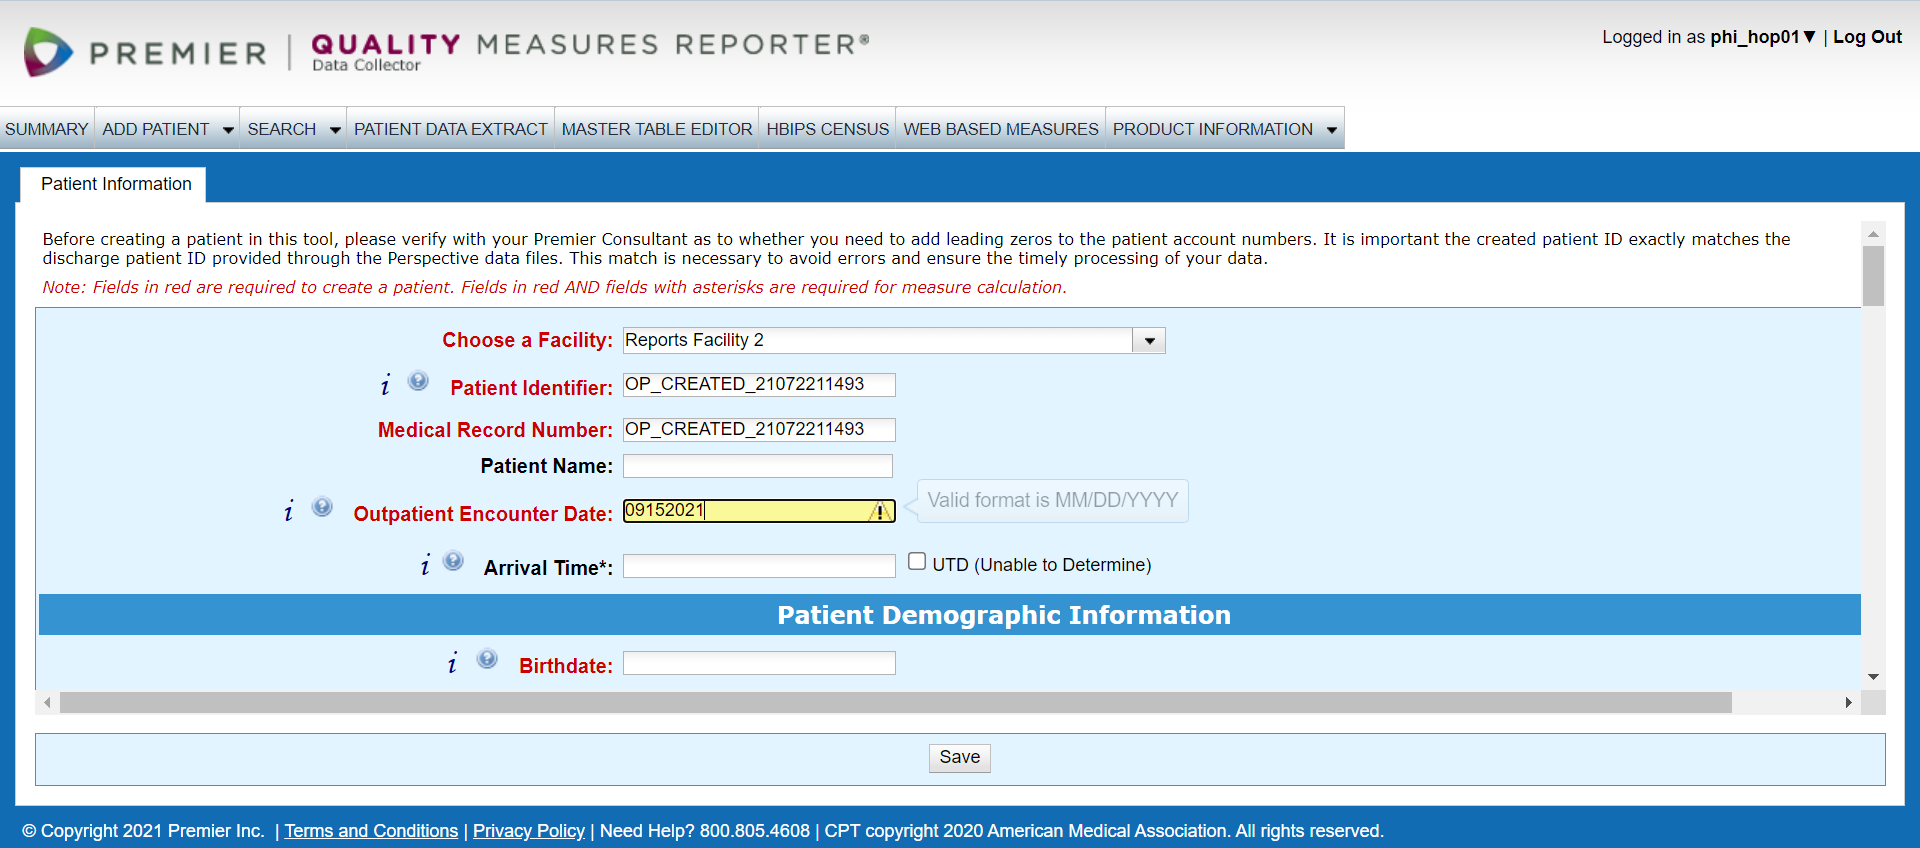 PREMIER | QUALITY MEASURES REPORTER®
Data Collector
Logged in as phi_hop01▼ | Log Out
SUMMARY ADD PATIENT SEARCH PATIENT DATA EXTRACT MASTER TABLE EDITOR HBIPS CENSUS WEB BASED MEASURES PRODUCT INFORMATION
Patient Information
Before creating a patient in this tool, please verify with your Premier Consultant as to whether you need to add leading zeros to the patient account numbers. It is important the created patient ID exactly matches the
discharge patient ID provided through the Perspective data files. This match is necessary to avoid errors and ensure the timely processing of your data.
Note: Fields in red are required to create a patient. Fields in red AND fields with asterisks are required for measure calculation.
Choose a Facility: Reports Facility 2
i ? Patient Identifier: OP_CREATED_21072211493
Medical Record Number: OP_CREATED_21072211493
Patient Name:
i ? Outpatient Encounter Date: 09152021 ! Valid format is MM/DD/YYYY
i ? Arrival Time*: UTD (Unable to Determine)
Patient Demographic Information
i ? Birthdate:
Save
© Copyright 2021 Premier Inc. | Terms and Conditions | Privacy Policy | Need Help? 800.805.4608 | CPT copyright 2020 American Medical Association. All rights reserved.